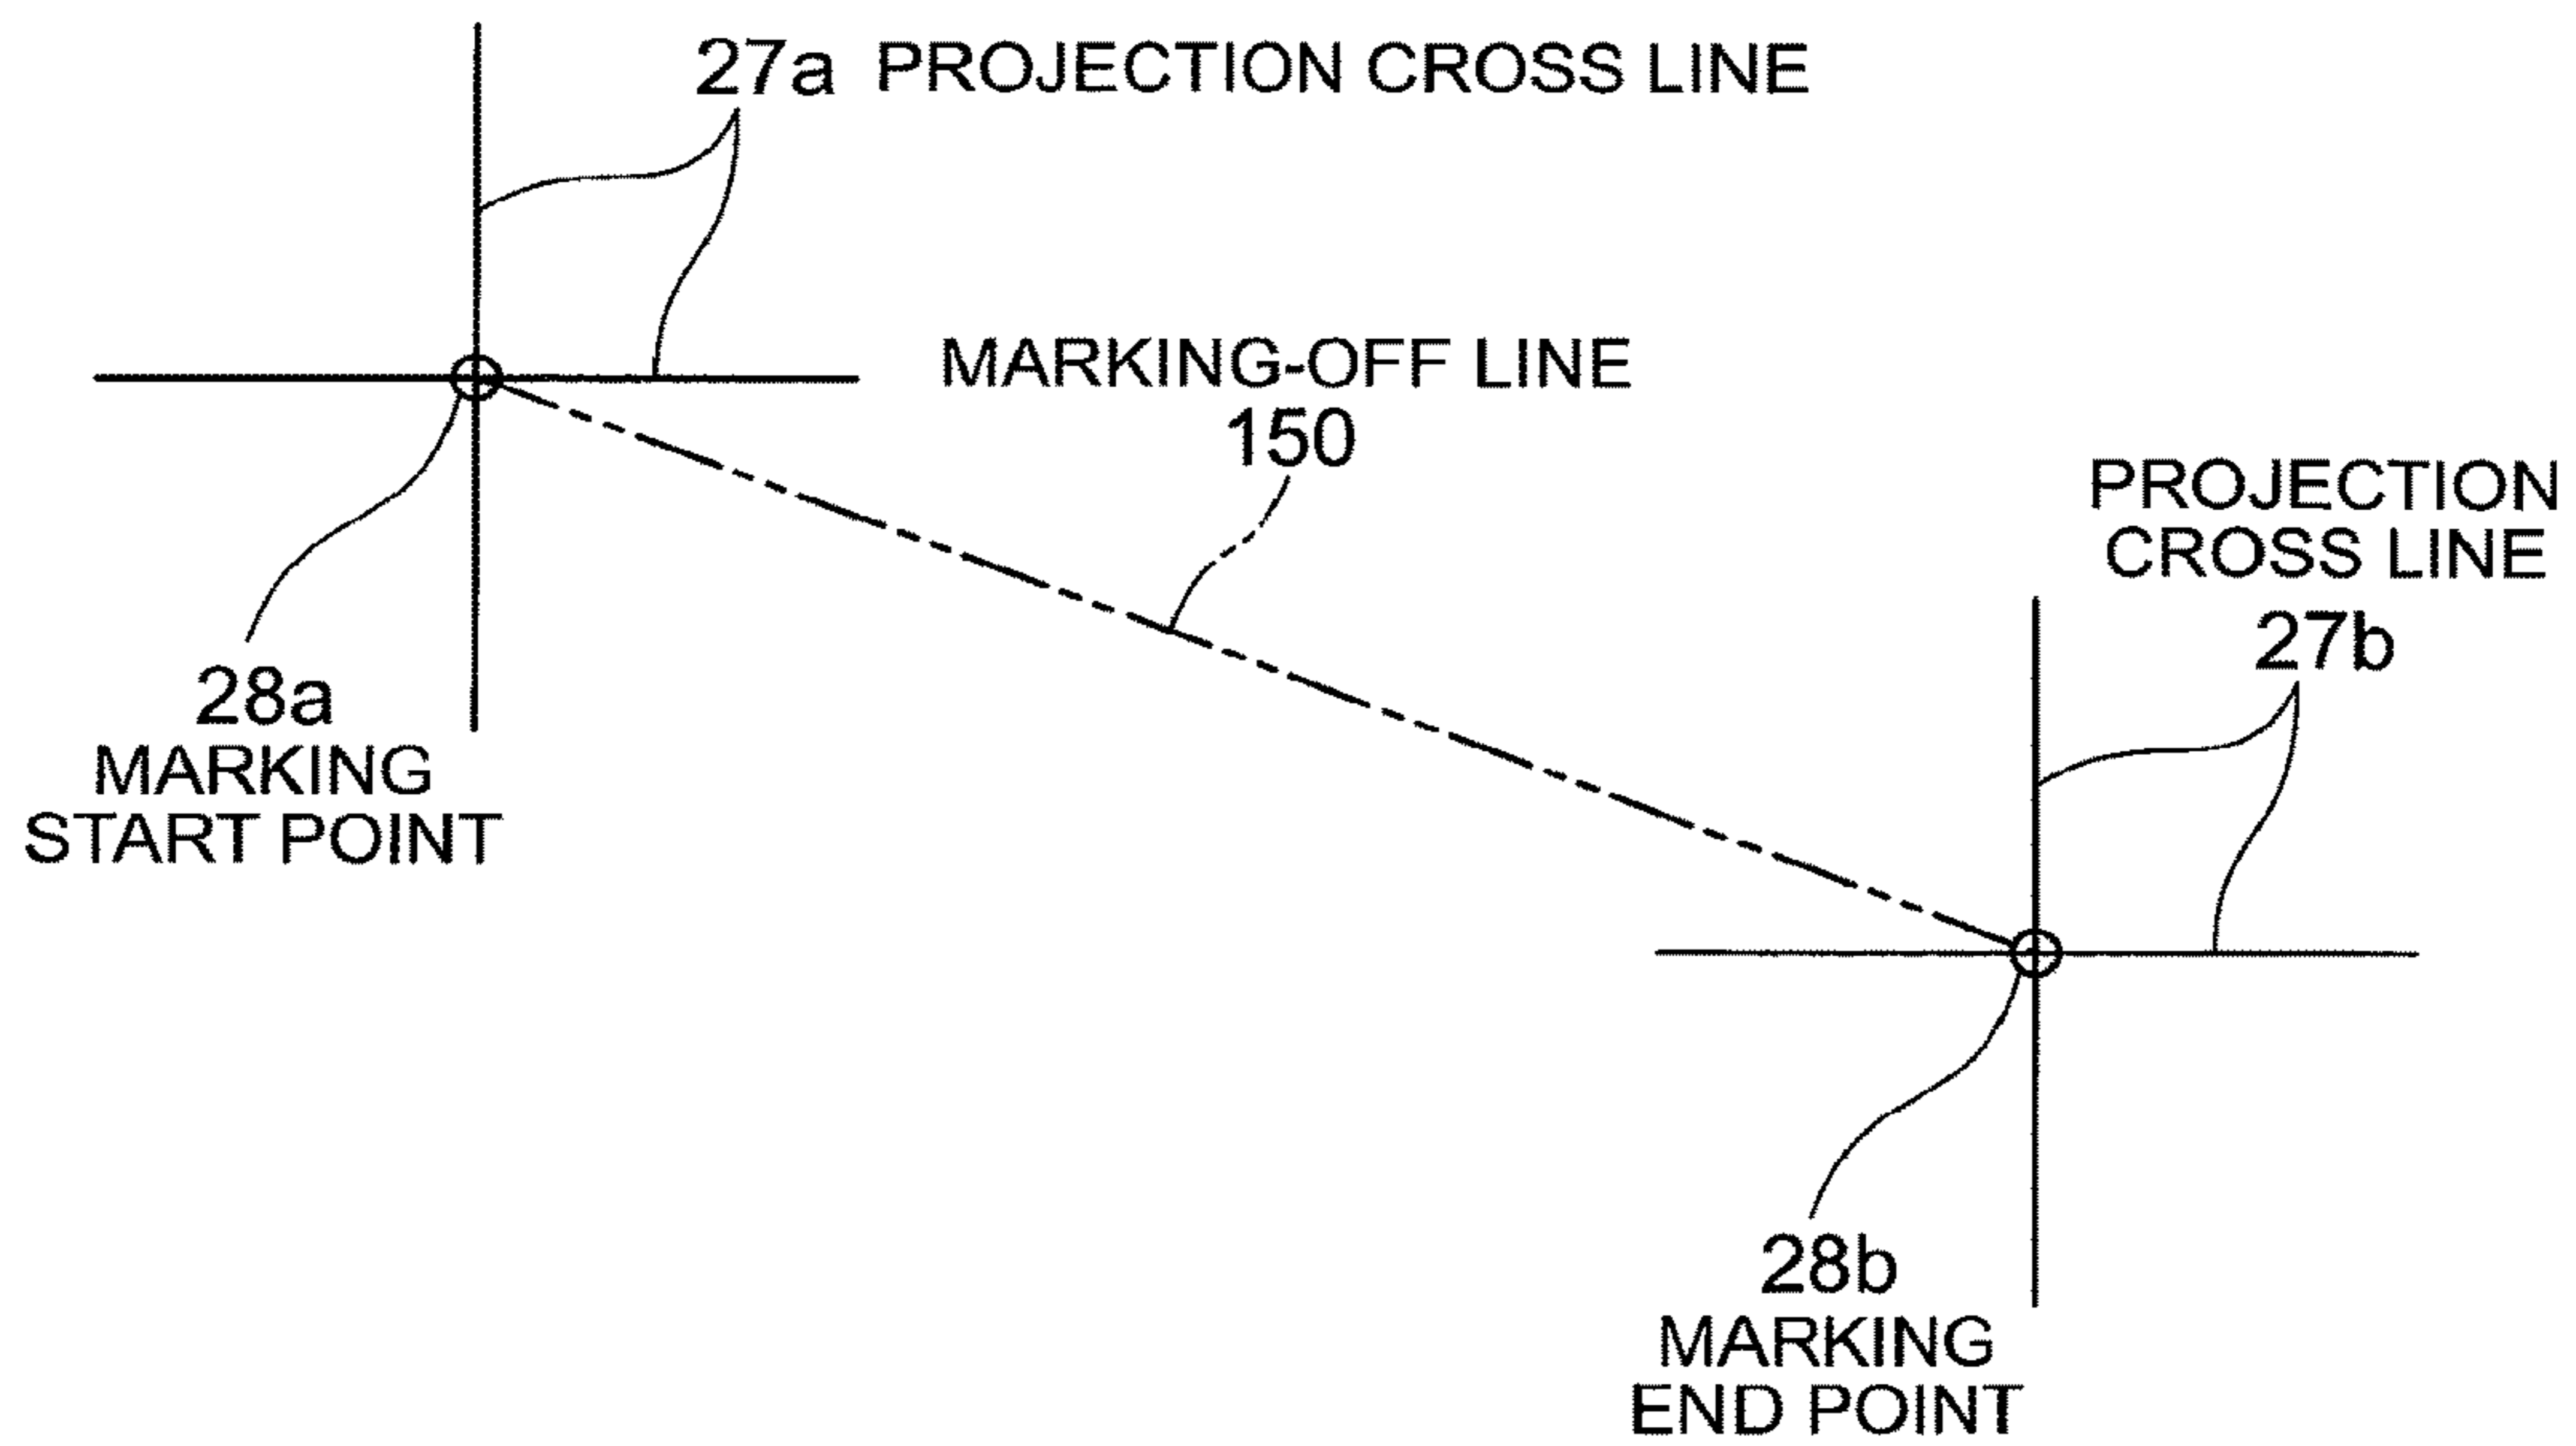 27a PROJECTION CROSS LINE
MARKING-OFF LINE
150
PROJECTION
CROSS LINE
27b
28a
MARKING
START POINT
28b
MARKING
END POINT